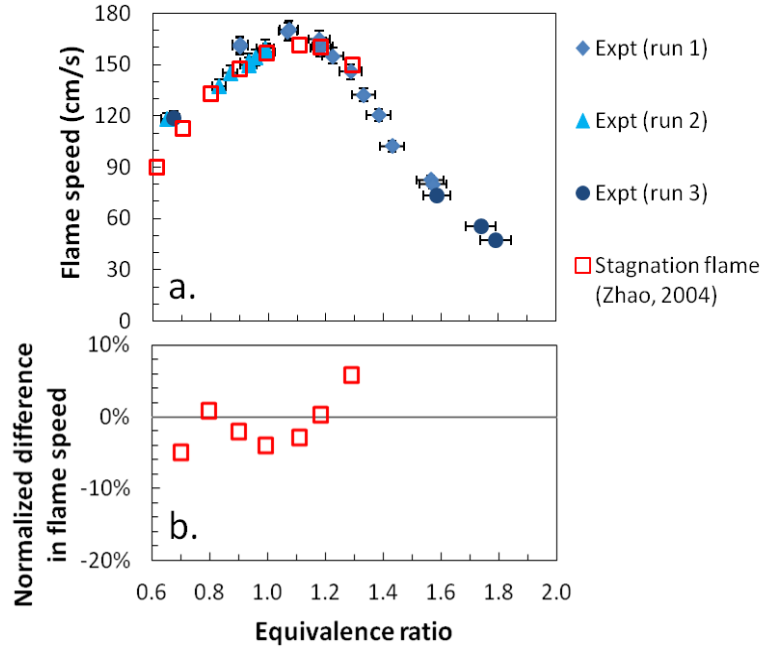 180
150
120
90
60
30
0
Flame speed (cm/s)
a.
Expt (run 1)
Expt (run 2)
Expt (run 3)
Stagnation flame
(Zhao, 2004)
10%
0%
-10%
-20%
Normalized difference
in flame speed
b.
0.6 0.8 1.0 1.2 1.4 1.6 1.8 2.0
Equivalence ratio